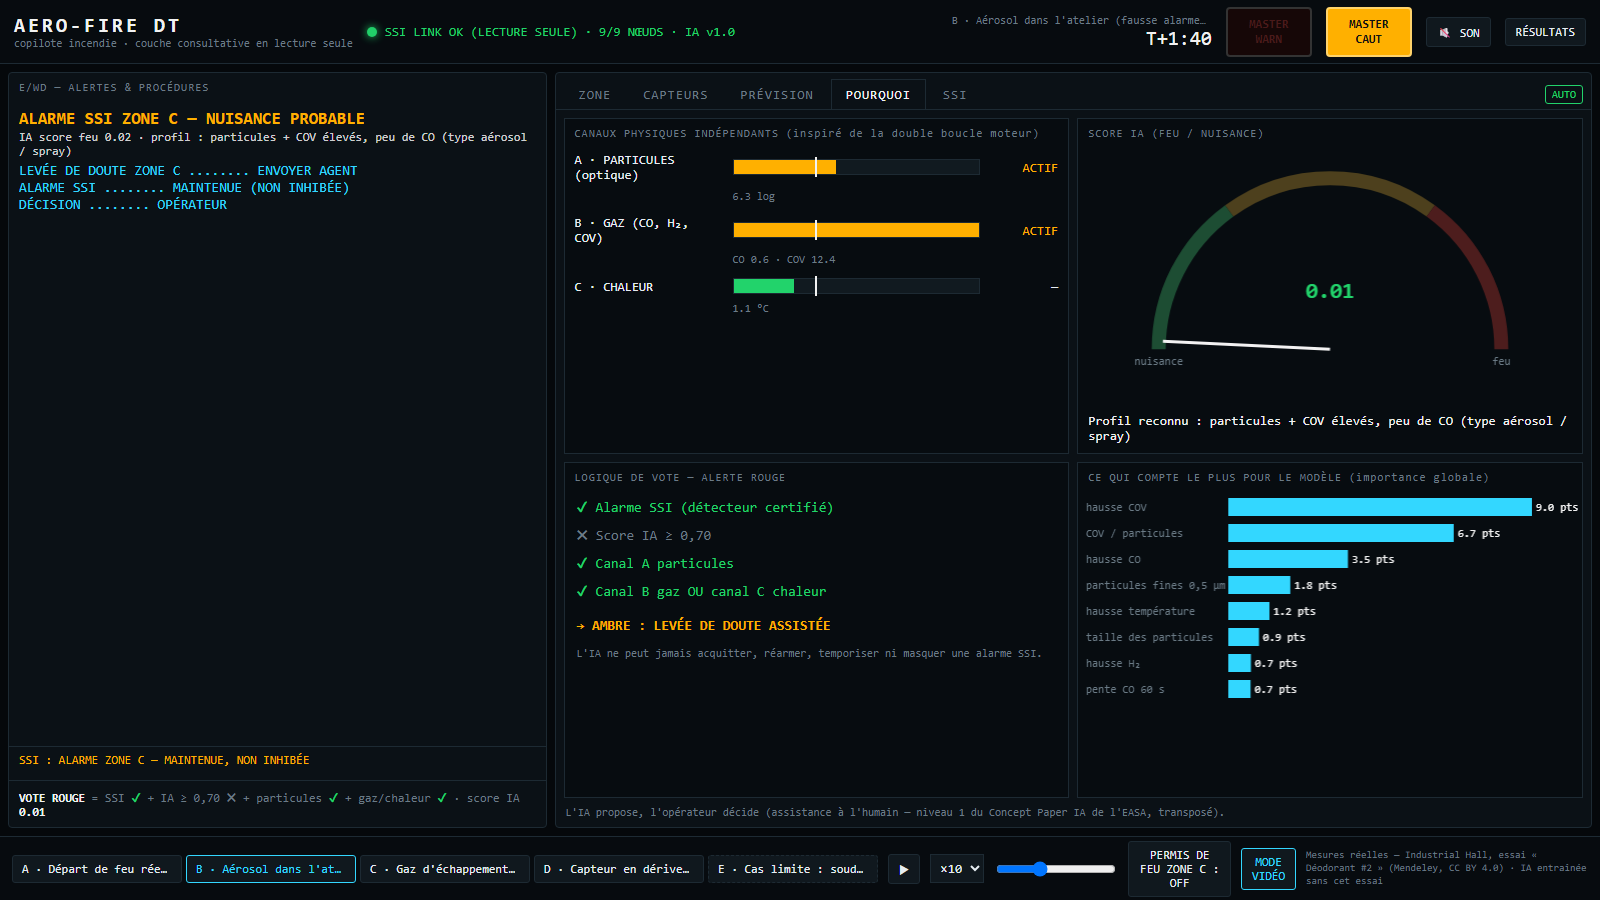 AERO-FIRE DT
copilote incendie · couche consultative en lecture seule
SSI LINK OK (LECTURE SEULE) · 9/9 NŒUDS · IA v1.0
B · Aérosol dans l'atelier (fausse alarme…
T+1:40
MASTER
WARN
MASTER
CAUT
SON
RÉSULTATS
E/WD — ALERTES & PROCÉDURES
ALARME SSI ZONE C — NUISANCE PROBABLE
IA score feu 0.02 · profil : particules + COV élevés, peu de CO (type aérosol
/ spray)
LEVÉE DE DOUTE ZONE C ........ ENVOYER AGENT
ALARME SSI ........ MAINTENUE (NON INHIBÉE)
DÉCISION ........ OPÉRATEUR
SSI : ALARME ZONE C — MAINTENUE, NON INHIBÉE
VOTE ROUGE = SSI ✓ + IA ≥ 0,70 ✕ + particules ✓ + gaz/chaleur ✓ · score IA
0.01
ZONE
CAPTEURS
PRÉVISION
POURQUOI
SSI
AUTO
CANAUX PHYSIQUES INDÉPENDANTS (inspiré de la double boucle moteur)
A · PARTICULES
(optique)
ACTIF
6.3 log
B · GAZ (CO, H₂,
COV)
ACTIF
CO 0.6 · COV 12.4
C · CHALEUR
—
1.1 °C
SCORE IA (FEU / NUISANCE)
0.01
nuisance
feu
Profil reconnu : particules + COV élevés, peu de CO (type aérosol /
spray)
LOGIQUE DE VOTE — ALERTE ROUGE
✓ Alarme SSI (détecteur certifié)
✕ Score IA ≥ 0,70
✓ Canal A particules
✓ Canal B gaz OU canal C chaleur
→ AMBRE : LEVÉE DE DOUTE ASSISTÉE
L'IA ne peut jamais acquitter, réarmer, temporiser ni masquer une alarme SSI.
CE QUI COMPTE LE PLUS POUR LE MODÈLE (importance globale)
hausse COV 9.0 pts
COV / particules 6.7 pts
hausse CO 3.5 pts
particules fines 0,5 µm 1.8 pts
hausse température 1.2 pts
taille des particules 0.9 pts
hausse H₂ 0.7 pts
pente CO 60 s 0.7 pts
L'IA propose, l'opérateur décide (assistance à l'humain — niveau 1 du Concept Paper IA de l'EASA, transposé).
A · Départ de feu rée…
B · Aérosol dans l'at…
C · Gaz d'échappement…
D · Capteur en dérive…
E · Cas limite : soud…
▶
×10
PERMIS DE
FEU ZONE C :
OFF
MODE
VIDÉO
Mesures réelles — Industrial Hall, essai «
Déodorant #2 » (Mendeley, CC BY 4.0) · IA entraînée
sans cet essai